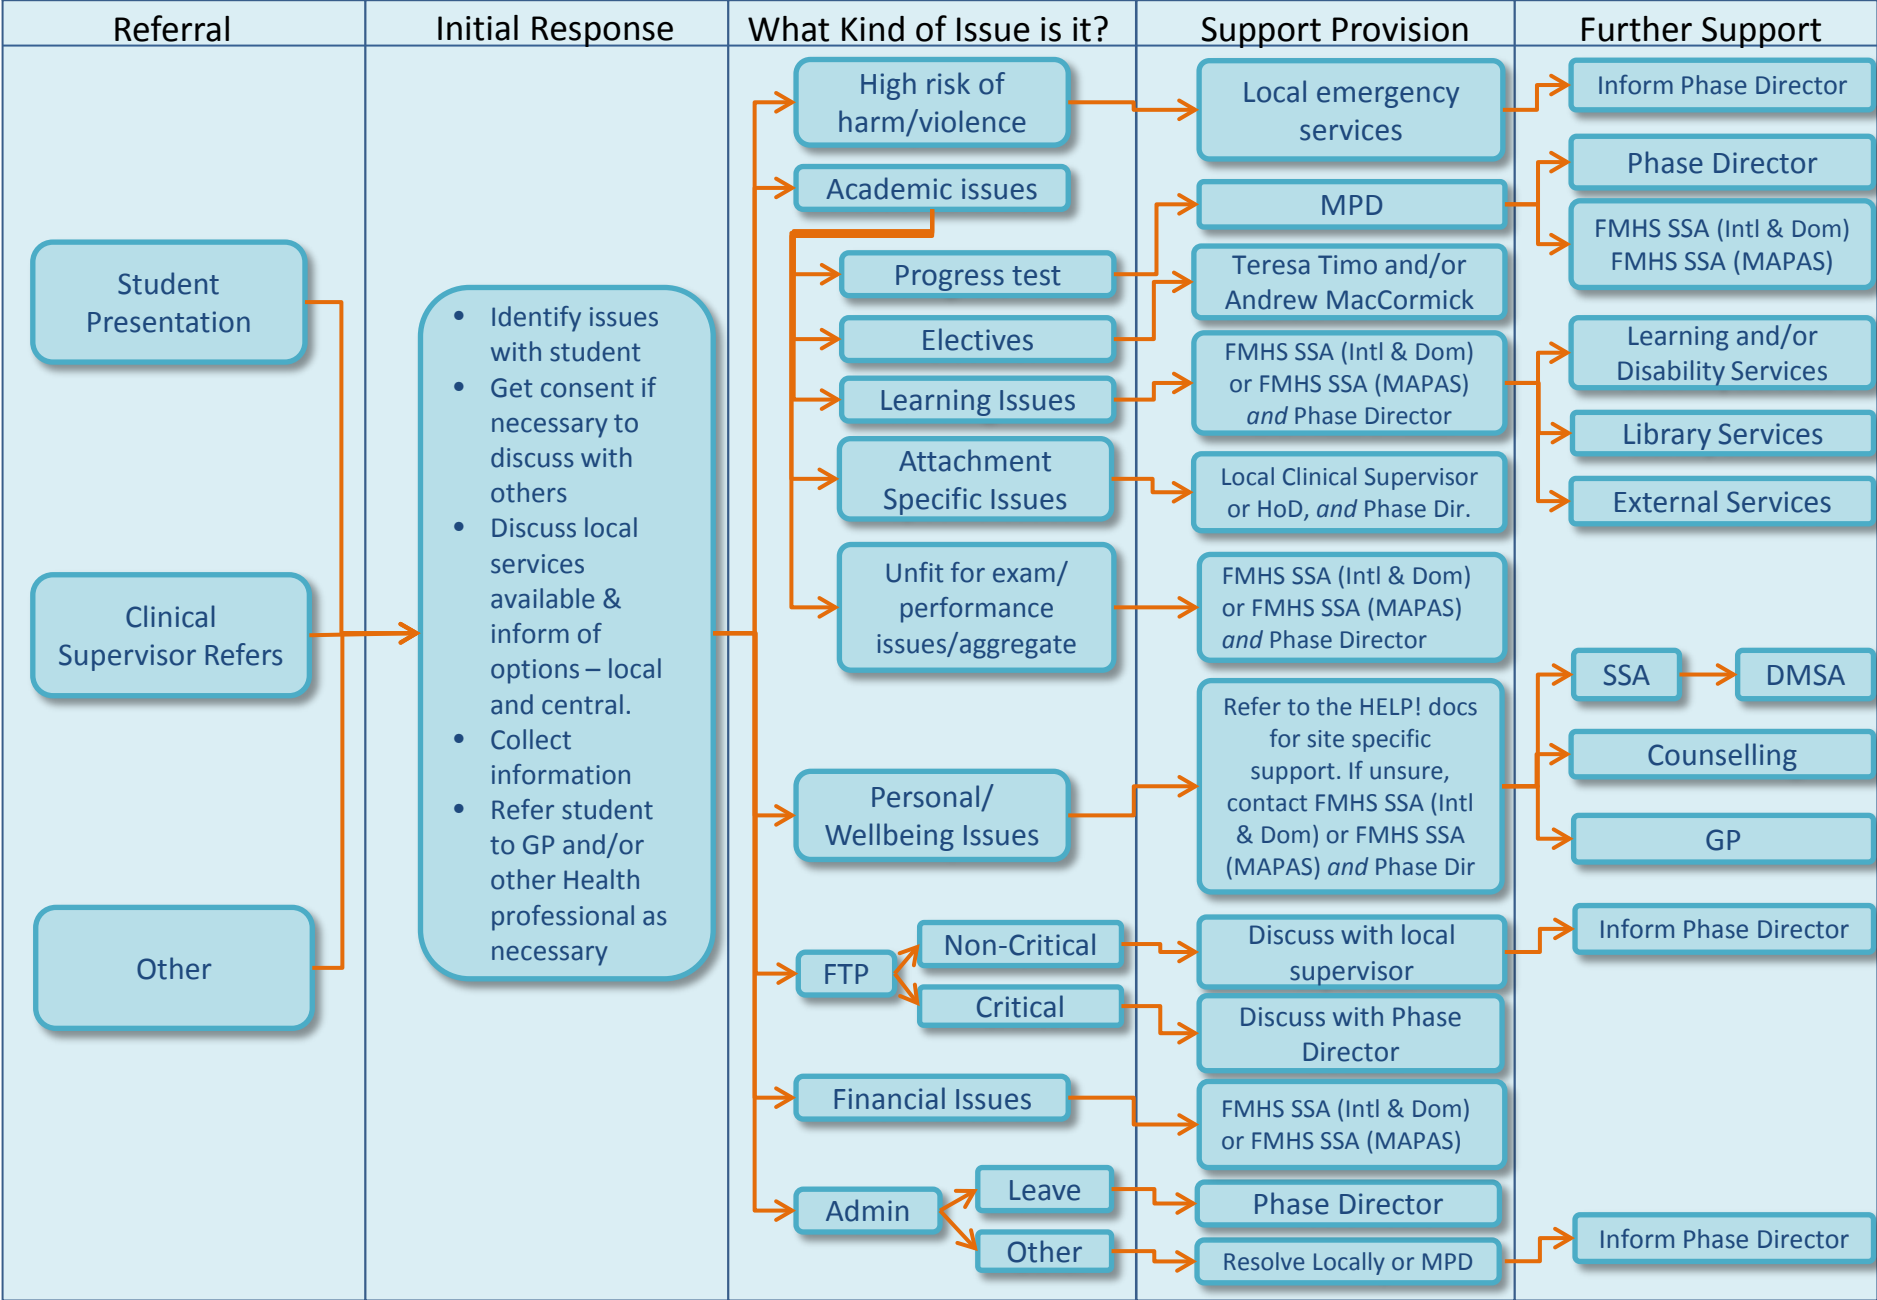 Referral
Initial Response
What Kind of Issue is it?
Support Provision
Further Support
Student
Presentation
Clinical
Supervisor Refers
Other
• Identify issues
with student
• Get consent if
necessary to
discuss with
others
• Discuss local
services
available &
inform of
options – local
and central.
• Collect
information
• Refer student
to GP and/or
other Health
professional as
necessary
High risk of
harm/violence
Academic issues
Progress test
Electives
Learning Issues
Attachment
Specific Issues
Unfit for exam/
performance
issues/aggregate
Personal/
Wellbeing Issues
FTP
Non-Critical
Critical
Financial Issues
Admin
Leave
Other
Local emergency
services
MPD
Teresa Timo and/or
Andrew MacCormick
FMHS SSA (Intl & Dom)
or FMHS SSA (MAPAS)
and Phase Director
Local Clinical Supervisor
or HoD, and Phase Dir.
FMHS SSA (Intl & Dom)
or FMHS SSA (MAPAS)
and Phase Director
Refer to the HELP! docs
for site specific
support. If unsure,
contact FMHS SSA (Intl
& Dom) or FMHS SSA
(MAPAS) and Phase Dir
Discuss with local
supervisor
Discuss with Phase
Director
FMHS SSA (Intl & Dom)
or FMHS SSA (MAPAS)
Phase Director
Resolve Locally or MPD
Inform Phase Director
Phase Director
FMHS SSA (Intl & Dom)
FMHS SSA (MAPAS)
Learning and/or
Disability Services
Library Services
External Services
SSA
DMSA
Counselling
GP
Inform Phase Director
Inform Phase Director